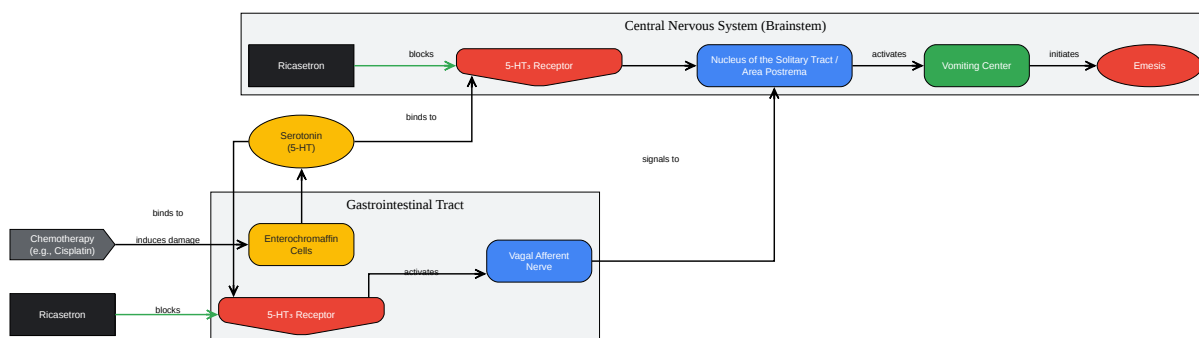 Central Nervous System (Brainstem)
Ricasetron
blocks
5-HT₃ Receptor
Nucleus of the Solitary Tract /
Area Postrema
activates
Vomiting Center
initiates
Emesis
binds to
Serotonin
(5-HT)
signals to
Gastrointestinal Tract
binds to
Chemotherapy
(e.g., Cisplatin)
induces damage
Enterochromaffin
Cells
Vagal Afferent
Nerve
activates
Ricasetron
blocks
5-HT₃ Receptor